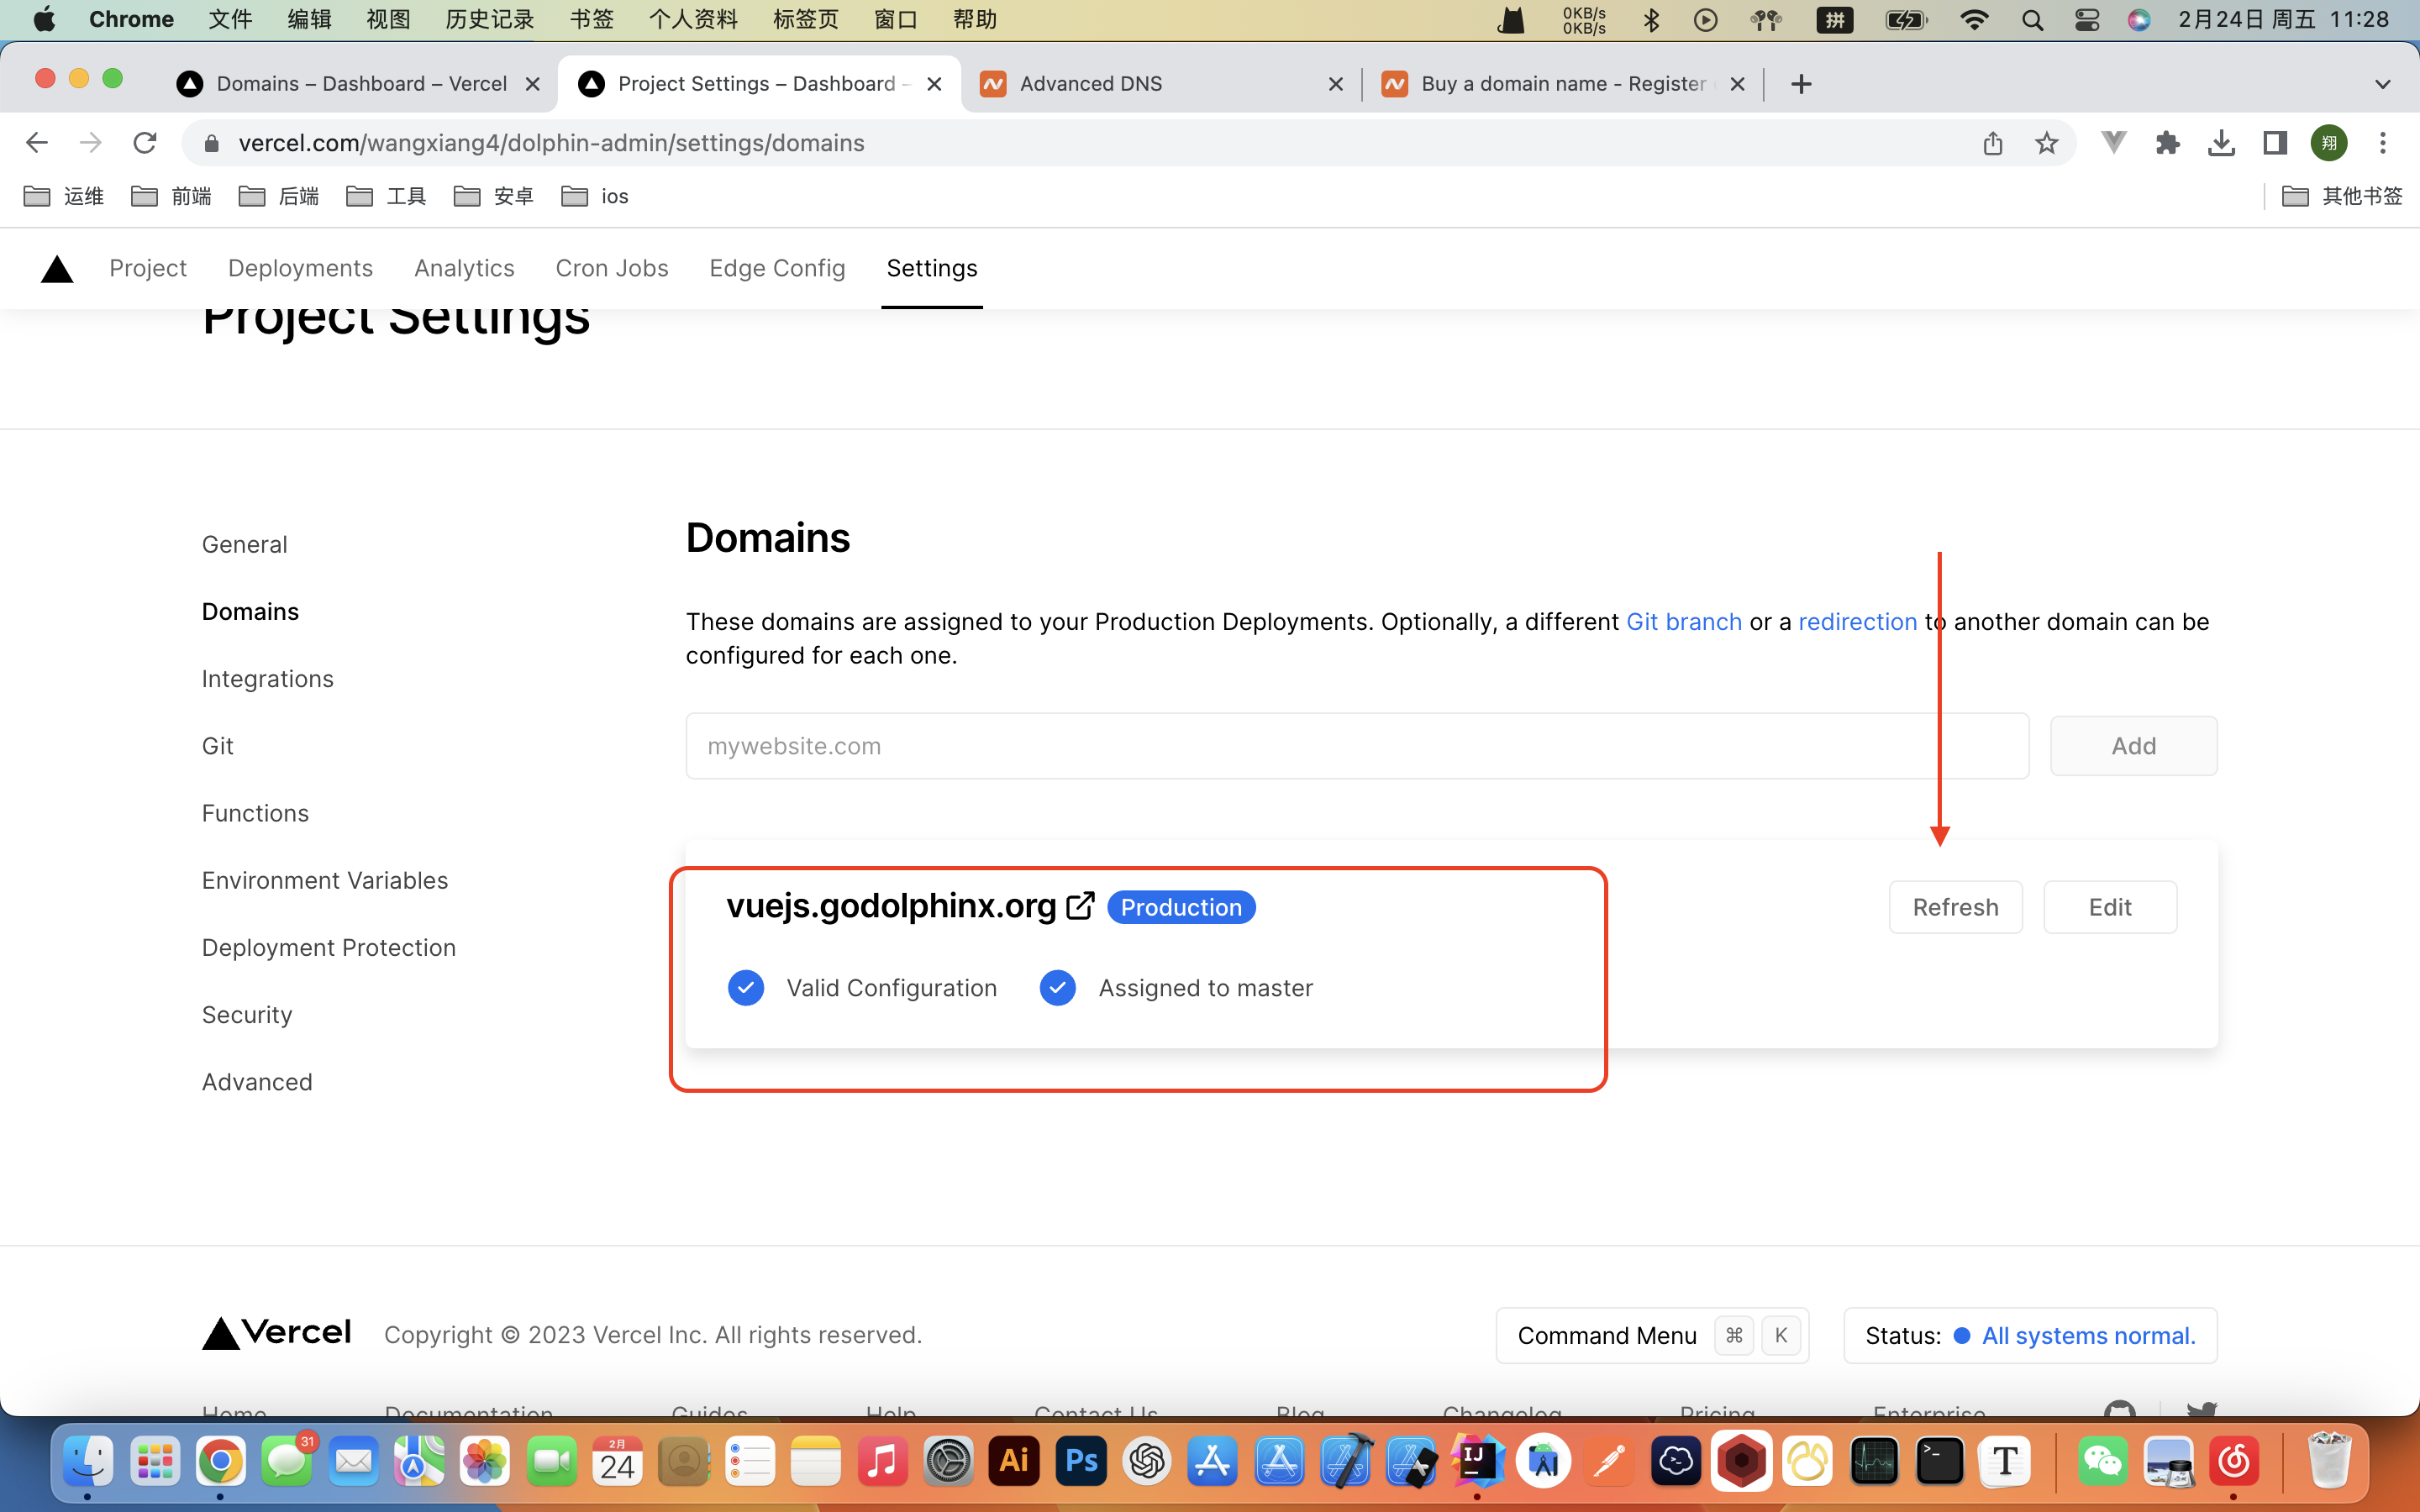 Chrome 文件 编辑 视图 历史记录 书签 个人资料 标签页 窗口 帮助 0KB/s 0KB/s 拼 2月24日 周五 11:28
Domains – Dashboard – Vercel Project Settings – Dashboard – Advanced DNS Buy a domain name - Register
vercel.com/wangxiang4/dolphin-admin/settings/domains 翔
运维 前端 后端 工具 安卓 ios 其他书签
Project Deployments Analytics Cron Jobs Edge Config Settings
Project Settings
General
Domains
Integrations
Git
Functions
Environment Variables
Deployment Protection
Security
Advanced
Domains
These domains are assigned to your Production Deployments. Optionally, a different Git branch or a redirection to another domain can be
configured for each one.
mywebsite.com Add
vuejs.godolphinx.org Production Refresh Edit
Valid Configuration Assigned to master
Vercel Copyright © 2023 Vercel Inc. All rights reserved. Command Menu ⌘ K Status: All systems normal.
Home Documentation Guides Help Contact Us Blog Changelog Pricing Enterprise
31 2月 24 Ai Ps IJ T